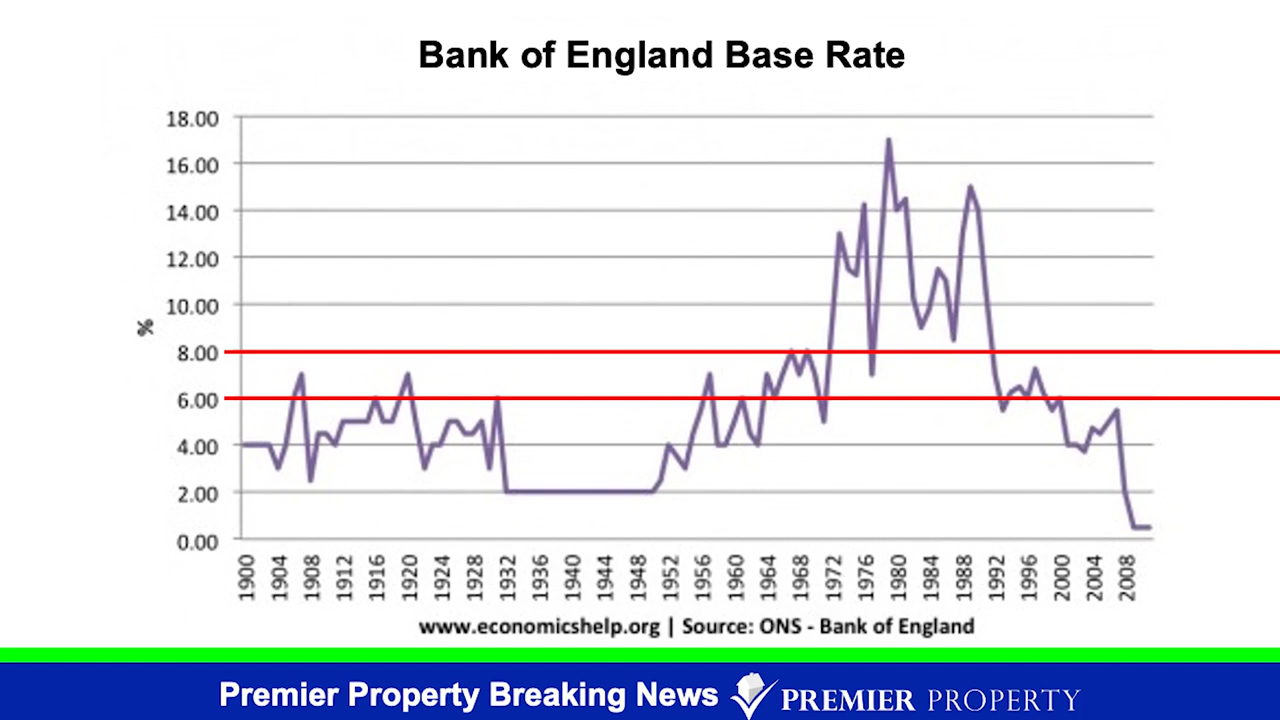 Bank of England Base Rate
18.00
16.00
14.00
12.00
10.00
8.00
6.00
4.00
2.00
0.00
%
1900 1904 1908 1912 1916 1920 1924 1928 1932 1936 1940 1944 1948 1952 1956 1960 1964 1968 1972 1976 1980 1984 1988 1992 1996 2000 2004 2008
www.economicshelp.org | Source: ONS - Bank of England
Premier Property Breaking News PREMIER PROPERTY